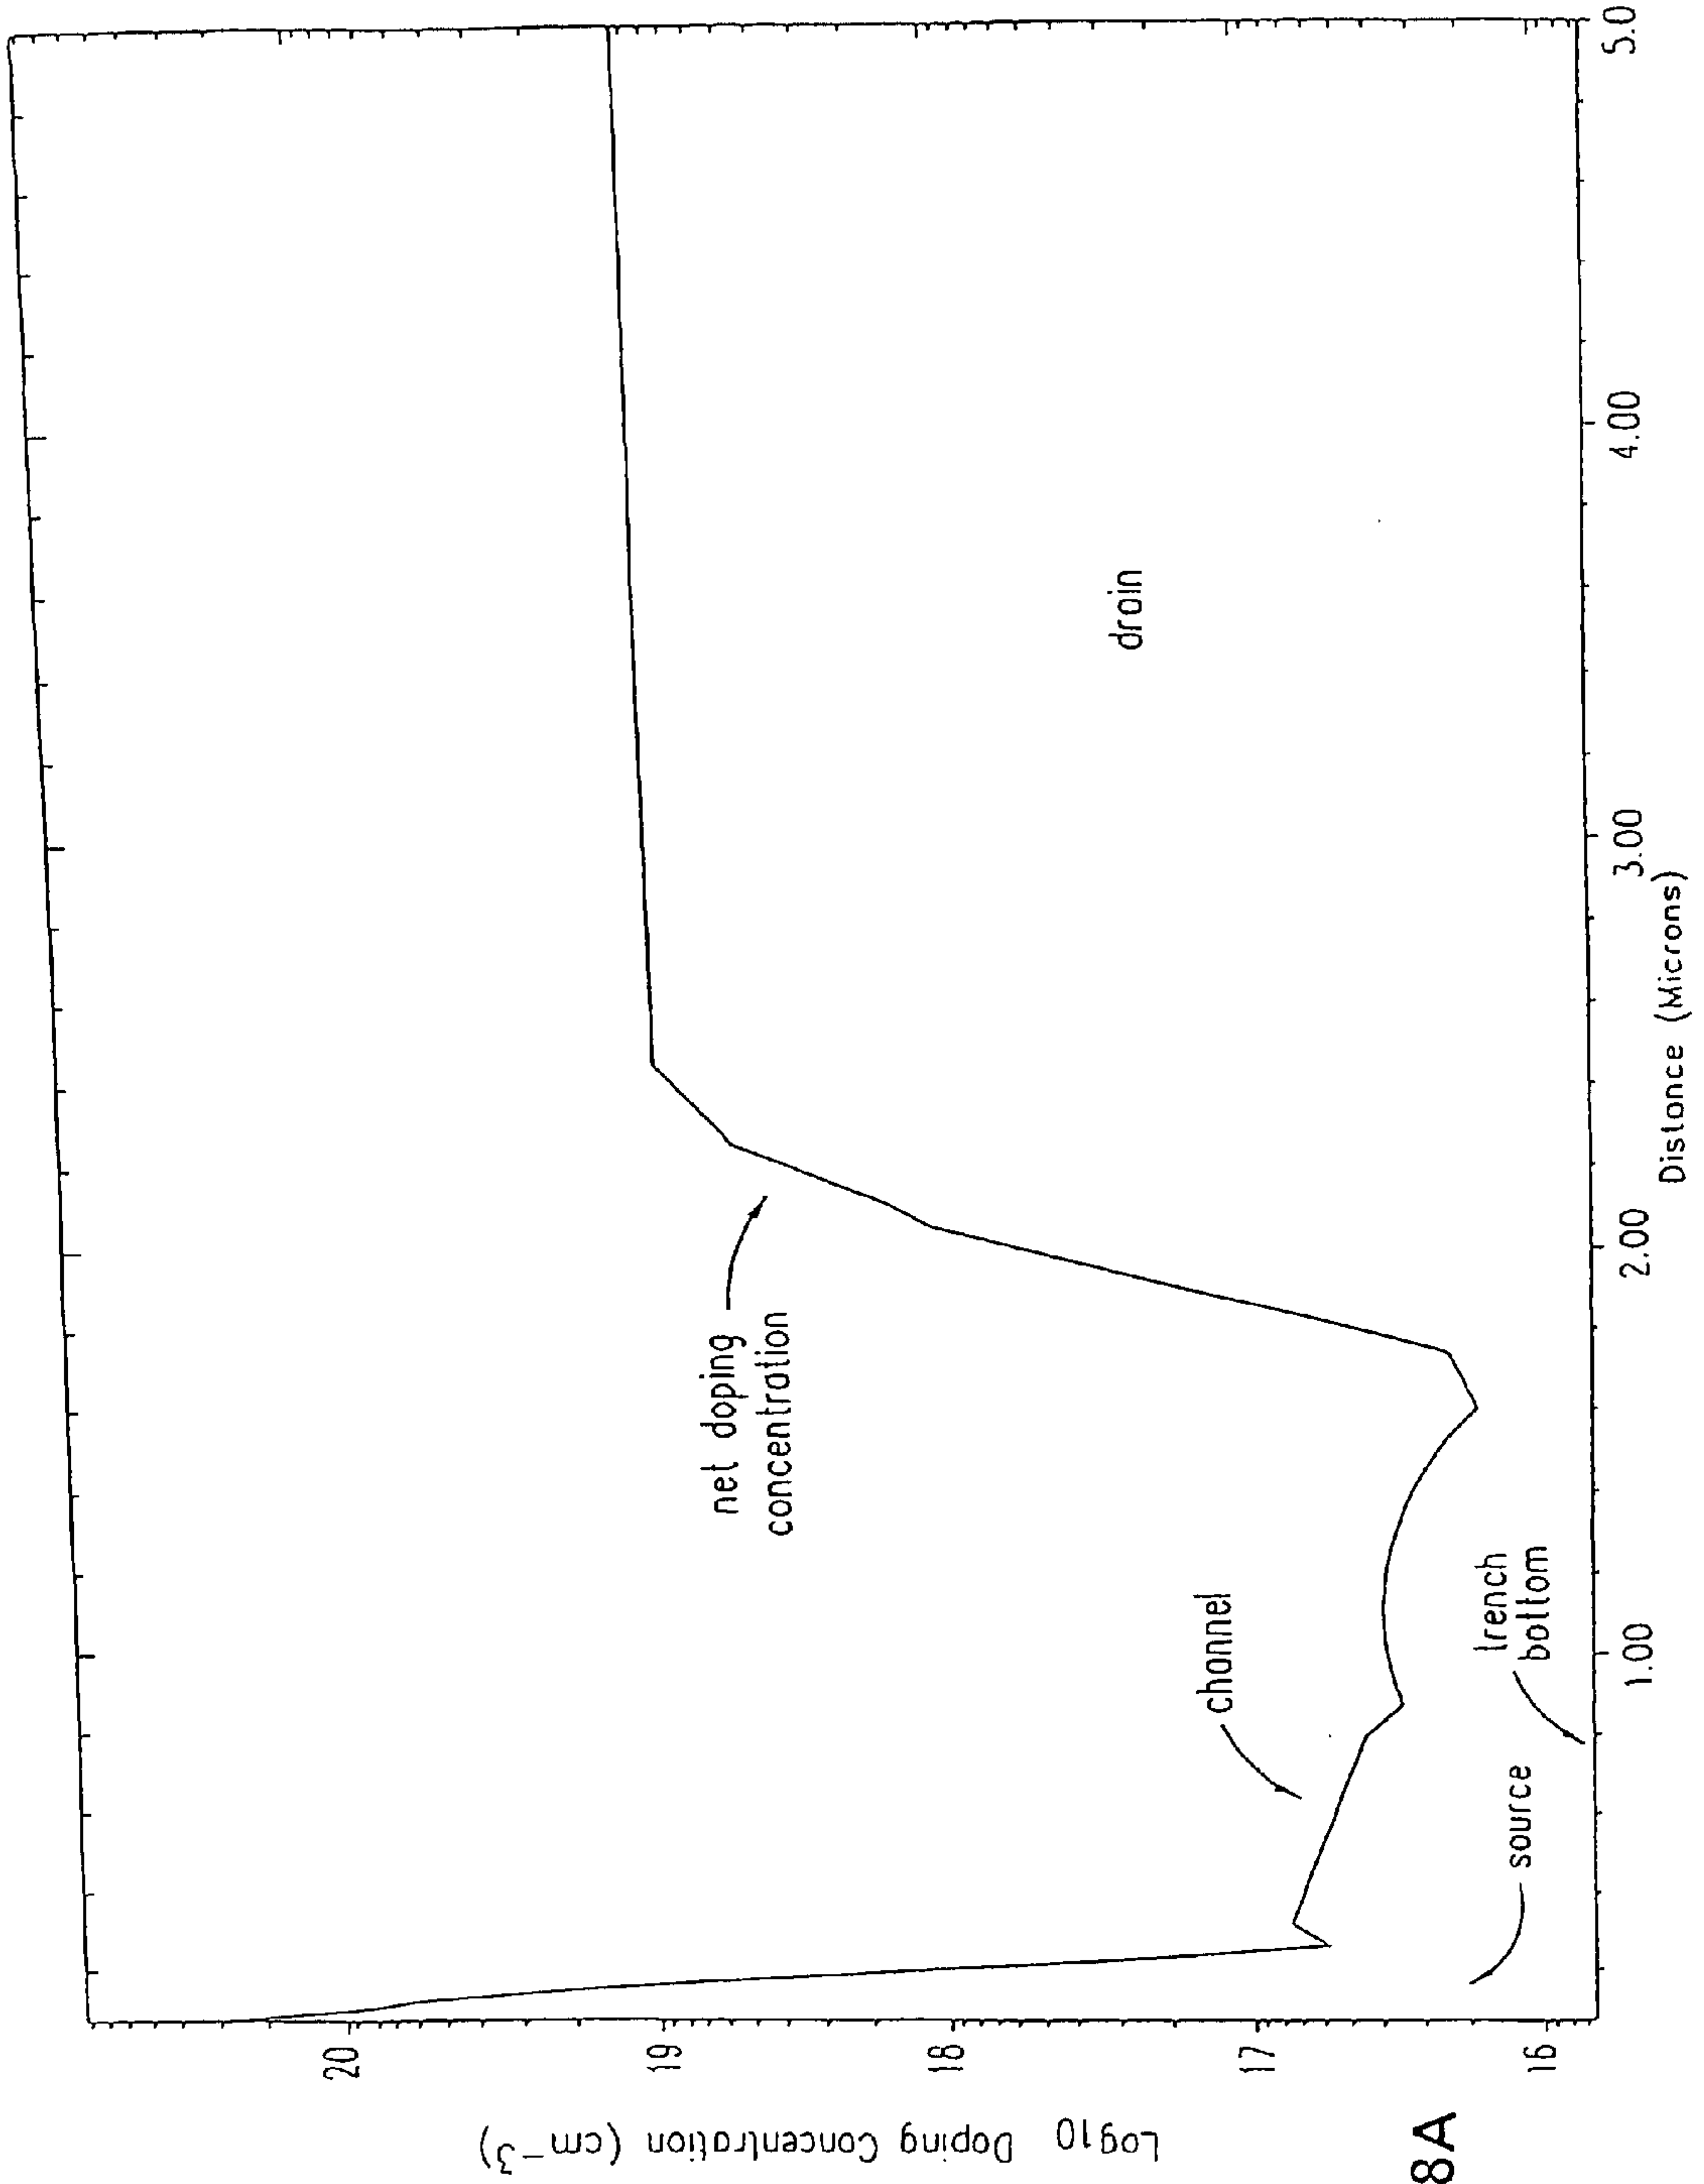 Log10 Doping Concentration (cm⁻³)
20
19
18
17
16
net doping
concentration
channel
source
trench
bottom
drain
1.00
2.00
3.00
4.00
5.0
Distance (Microns)
8A